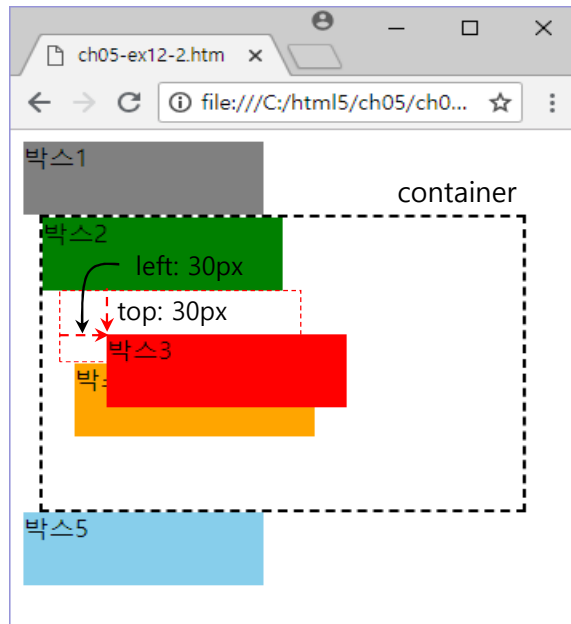 ch05-ex12-2.htm
file:///C:/html5/ch05/ch0...
박스1
container
박스2
left: 30px
top: 30px
박스3
박
박스5